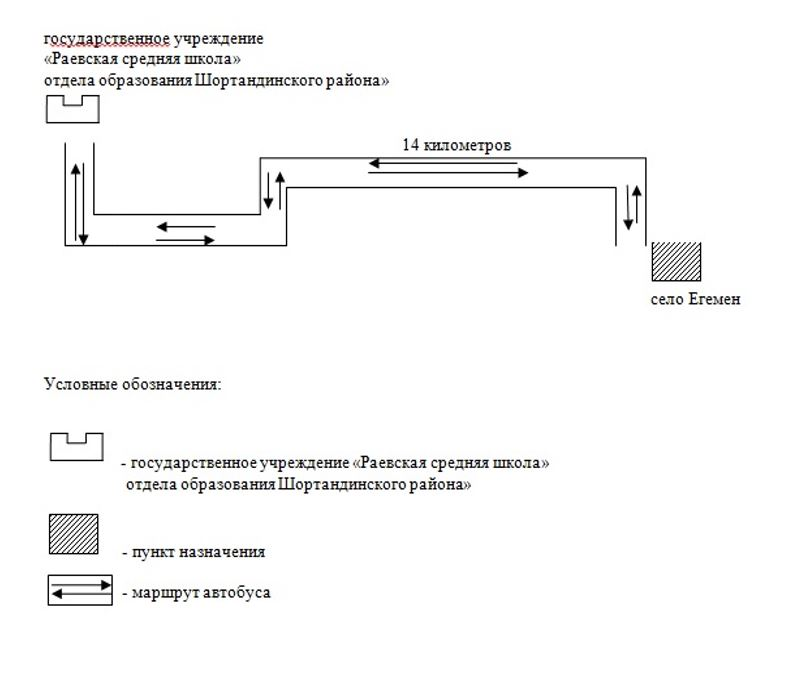 государственное учреждение
«Раевская средняя школа»
отдела образования Шортандинского района»
14 километров
село Егемен
Условные обозначения:
- государственное учреждение «Раевская средняя школа»
отдела образования Шортандинского района»
- пункт назначения
- маршрут автобуса